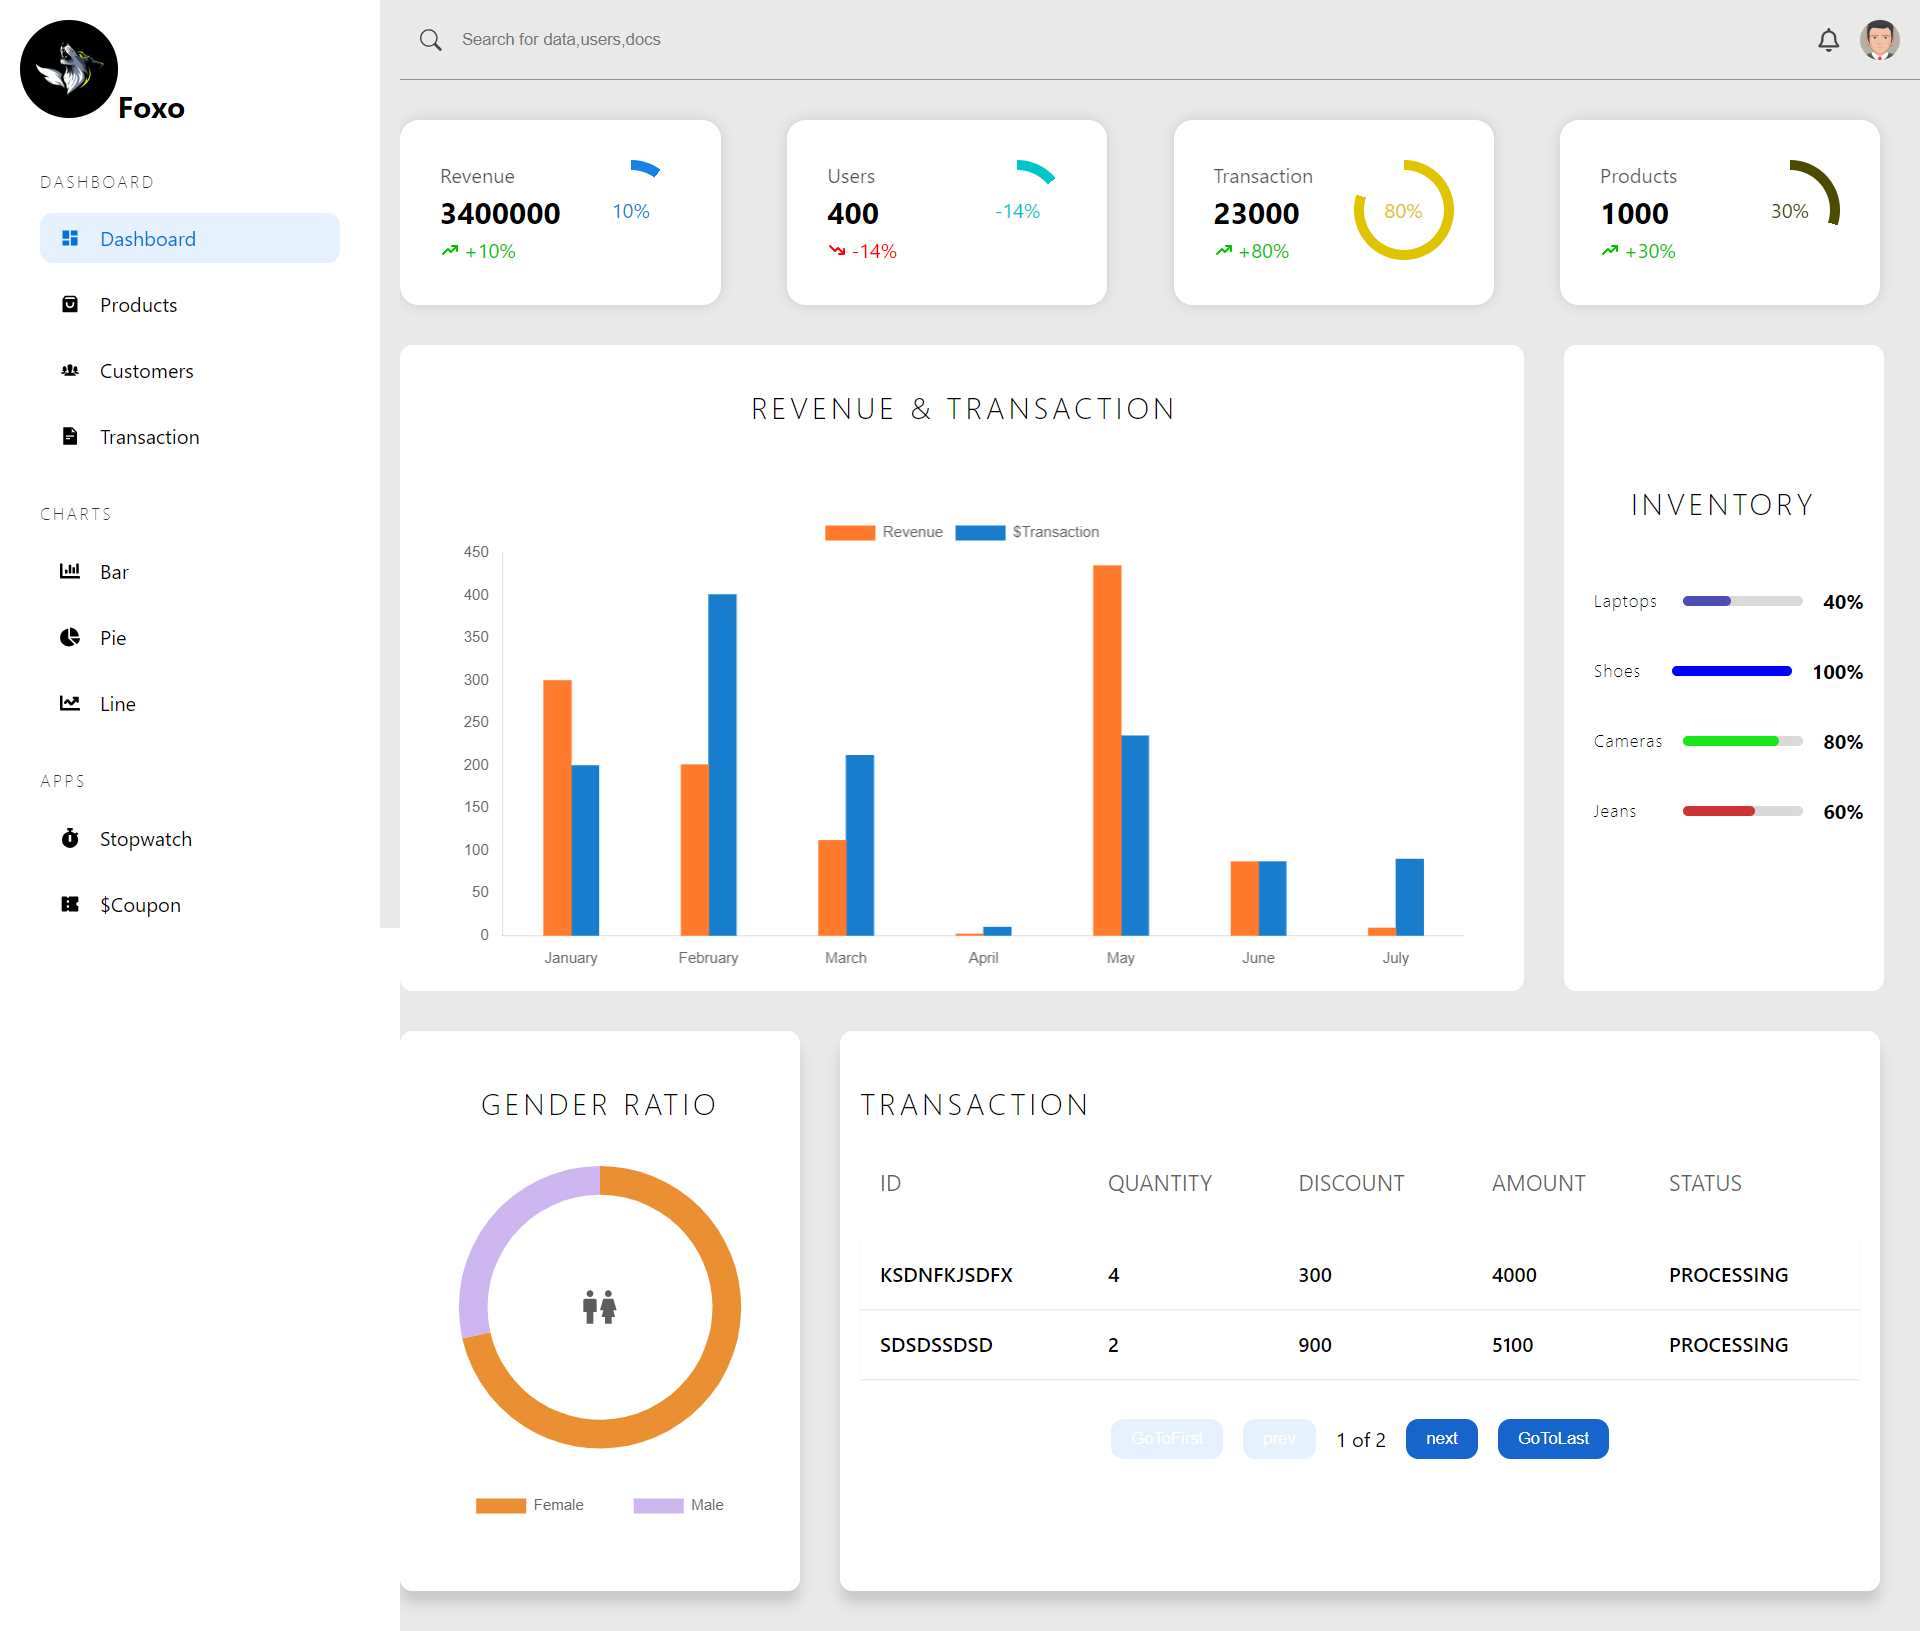 Foxo
DASHBOARD
Dashboard
Products
Customers
Transaction
CHARTS
Bar
Pie
Line
APPS
Stopwatch
$Coupon
Search for data,users,docs
Revenue
3400000
+10%
10%
Users
400
-14%
-14%
Transaction
23000
+80%
80%
Products
1000
+30%
30%
REVENUE & TRANSACTION
Revenue $Transaction
450
400
350
300
250
200
150
100
50
0
January February March April May June July
INVENTORY
Laptops 40%
Shoes 100%
Cameras 80%
Jeans 60%
GENDER RATIO
Female Male
TRANSACTION
ID QUANTITY DISCOUNT AMOUNT STATUS
KSDNFKJSDFX 4 300 4000 PROCESSING
SDSDSSDSD 2 900 5100 PROCESSING
GoToFirst prev 1 of 2 next GoToLast